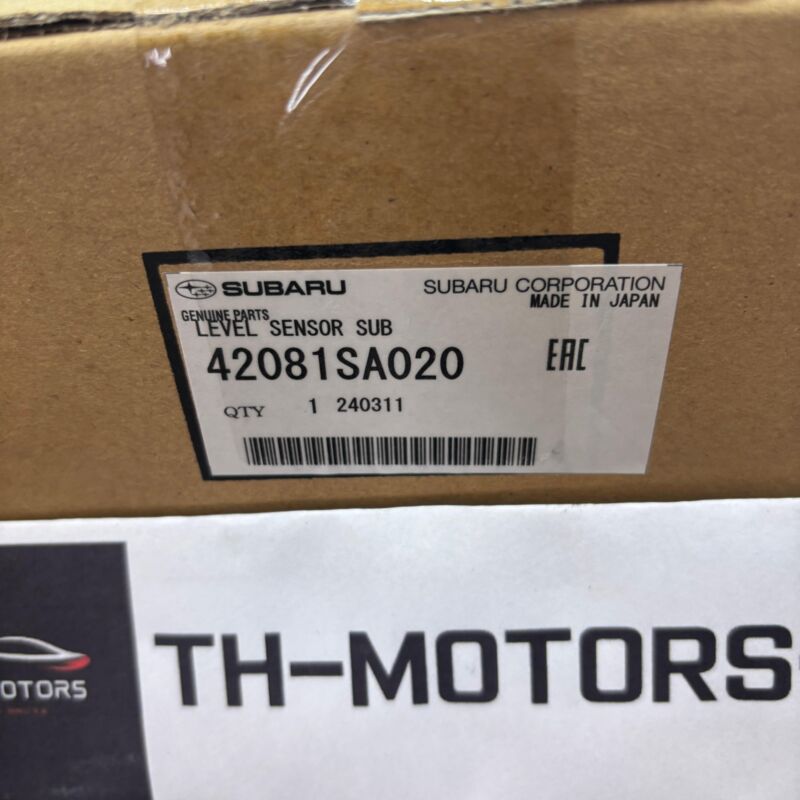 SUBARU SUBARU CORPORATION
MADE IN JAPAN
GENUINE PARTS
LEVEL SENSOR SUB
42081SA020 EAC
QTY 1 240311
TH-MOTORS
MOTORS